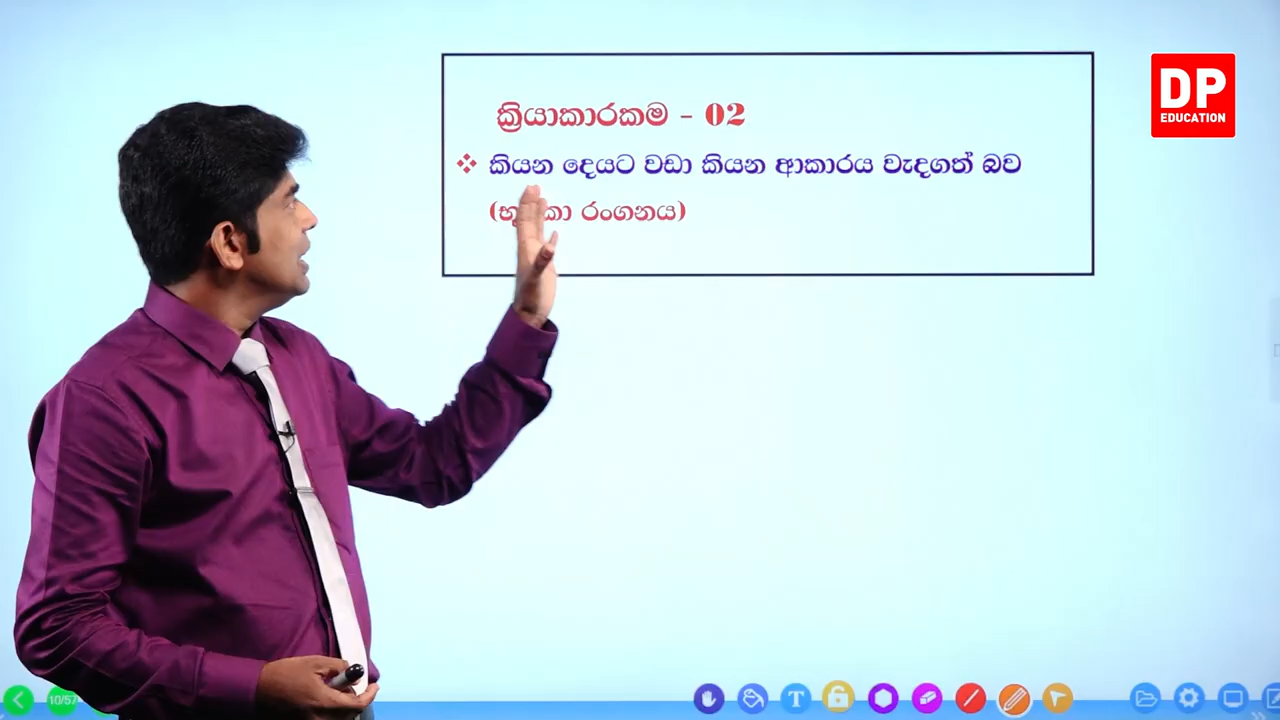 ක්‍රියාකාරකම - 02
කියන දෙයට වඩා කියන ආකාරය වැදගත් බව
රංගනය)
DP
EDUCATION
10/57